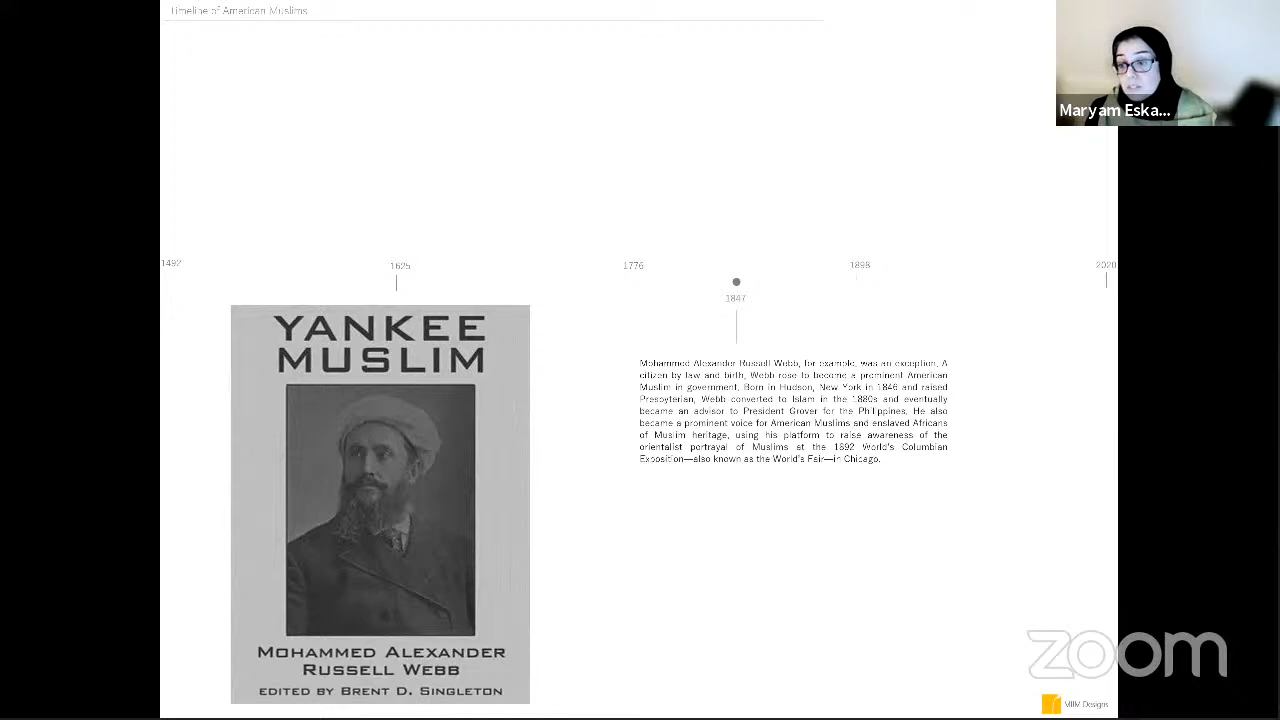 Timeline of American Muslims
Maryam Eska...
1492
1625
1776
1898
2020
1847
YANKEE
MUSLIM
MOHAMMED ALEXANDER
RUSSELL WEBB
EDITED BY BRENT D. SINGLETON
Mohammed Alexander Russell Webb, for example, was an exception. A
citizen by law and birth, Webb rose to become a prominent American
Muslim in government. Born in Hudson, New York in 1846 and raised
Presbyterian, Webb converted to Islam in the 1880s and eventually
became an advisor to President Grover for the Philippines. He also
became a prominent voice for American Muslims and enslaved Africans
of Muslim heritage, using his platform to raise awareness of the
orientalist portrayal of Muslims at the 1892 World's Columbian
Exposition—also known as the World's Fair—in Chicago.
zoom
MIIM Designs